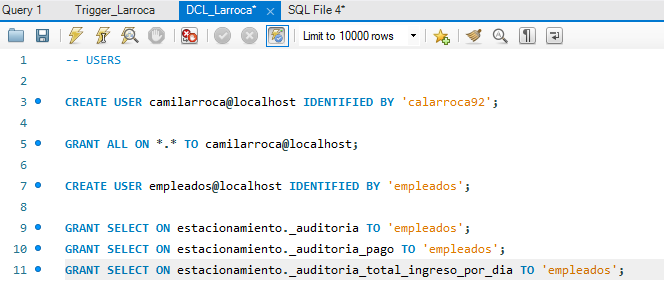 Query 1 Trigger_Larroca DCL_Larroca* SQL File 4*
Limit to 10000 rows
1 -- USERS
2
3 CREATE USER camilarroca@localhost IDENTIFIED BY 'calarroca92';
4
5 GRANT ALL ON *.* TO camilarroca@localhost;
6
7 CREATE USER empleados@localhost IDENTIFIED BY 'empleados';
8
9 GRANT SELECT ON estacionamiento._auditoria TO 'empleados';
10 GRANT SELECT ON estacionamiento._auditoria_pago TO 'empleados';
11 GRANT SELECT ON estacionamiento._auditoria_total_ingreso_por_dia TO 'empleados';